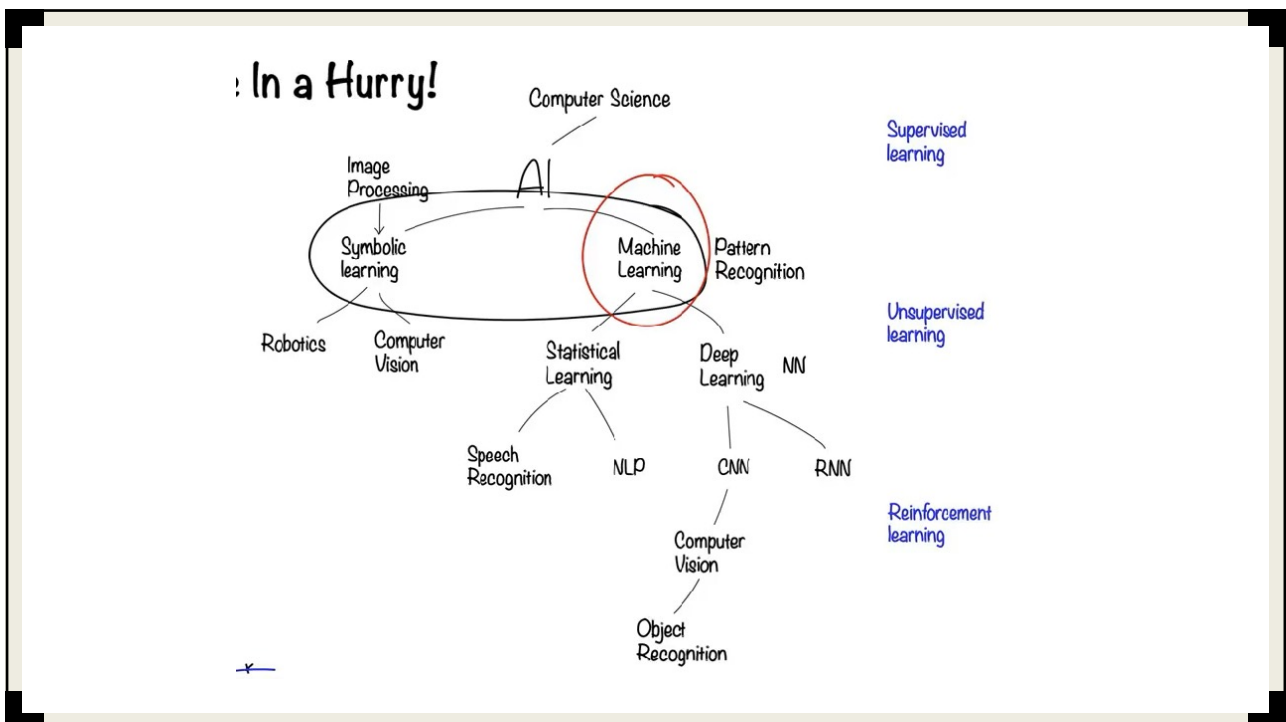 : In a Hurry!
Computer Science
Supervised
learning
AI
Image
Processing
Symbolic
learning
Machine
Learning
Pattern
Recognition
Unsupervised
learning
Robotics
Computer
Vision
Statistical
Learning
Deep
Learning
NN
Speech
Recognition
NLP
CNN
RNN
Reinforcement
learning
Computer
Vision
Object
Recognition